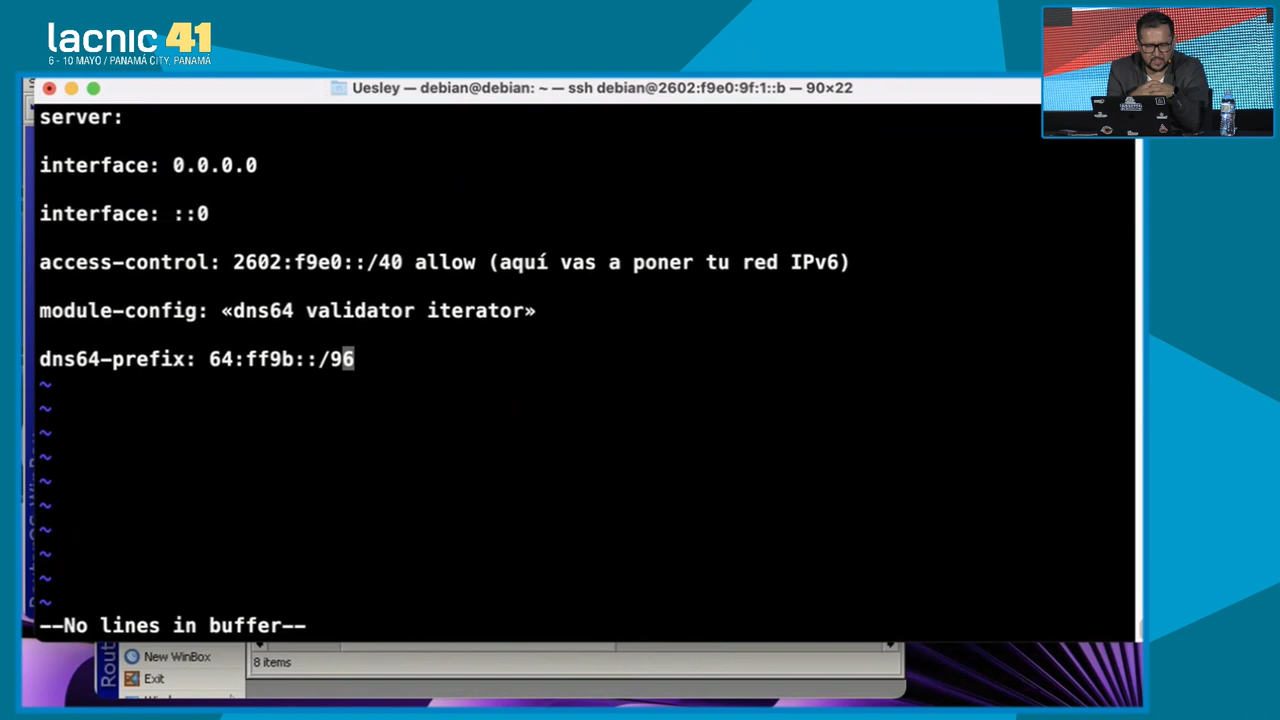 lacnic 41
6 - 10 MAYO / PANAMÁ CITY, PANAMÁ
Uesley — debian@debian: ~ — ssh debian@2602:f9e0:9f:1::b — 90×22
server:
interface: 0.0.0.0
interface: ::0
access-control: 2602:f9e0::/40 allow (aquí vas a poner tu red IPv6)
module-config: «dns64 validator iterator»
dns64-prefix: 64:ff9b::/96
~
~
~
~
~
~
~
~
~
~
--No lines in buffer--
New WinBox
8 items
Exit